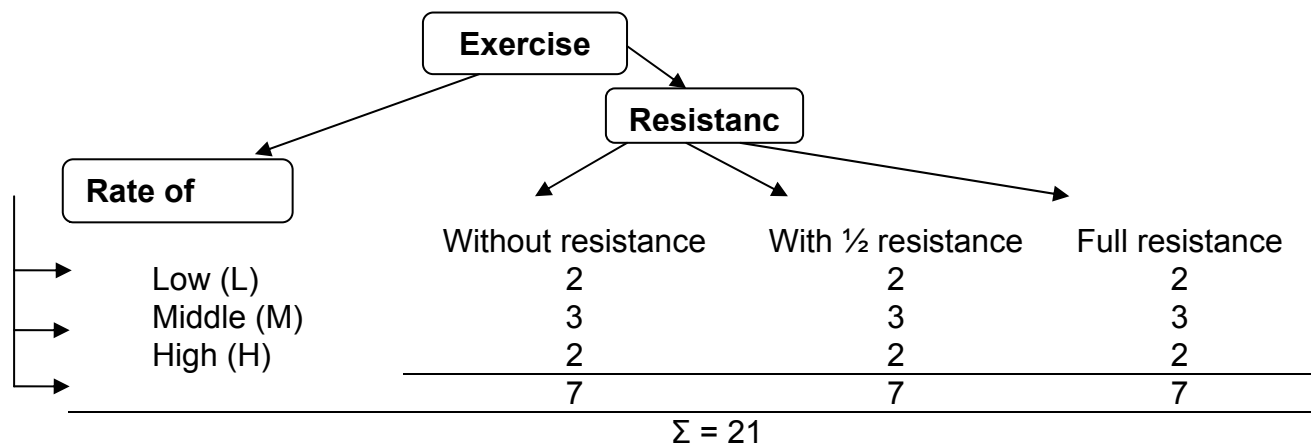 Exercise
Resistanc
Rate of
Without resistance With ½ resistance Full resistance
Low (L) 2 2 2
Middle (M) 3 3 3
High (H) 2 2 2
7 7 7
Σ = 21